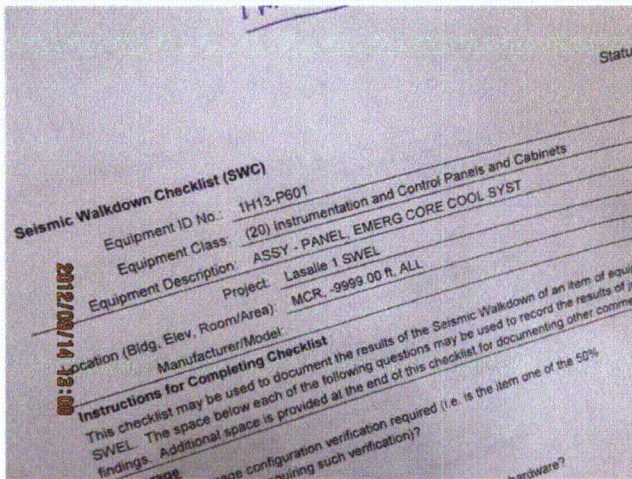 Statu
Seismic Walkdown Checklist (SWC)
Equipment ID No.: 1H13-P601
Equipment Class: (20) Instrumentation and Control Panels and Cabinets
Equipment Description: ASSY - PANEL, EMERG CORE COOL SYST
Project: Lasalle 1 SWEL
Location (Bldg, Elev, Room/Area): MCR, -9999.00 ft, ALL
Manufacturer/Model:
Instructions for Completing Checklist
This checklist may be used to document the results of the Seismic Walkdown of an item of equi
SWEL. The space below each of the following questions may be used to record the results of j
findings. Additional space is provided at the end of this checklist for documenting other comme
age configuration verification required (i.e. is the item one of the 50%
quiring such verification)?
hardware?
2012/09/14 13:00